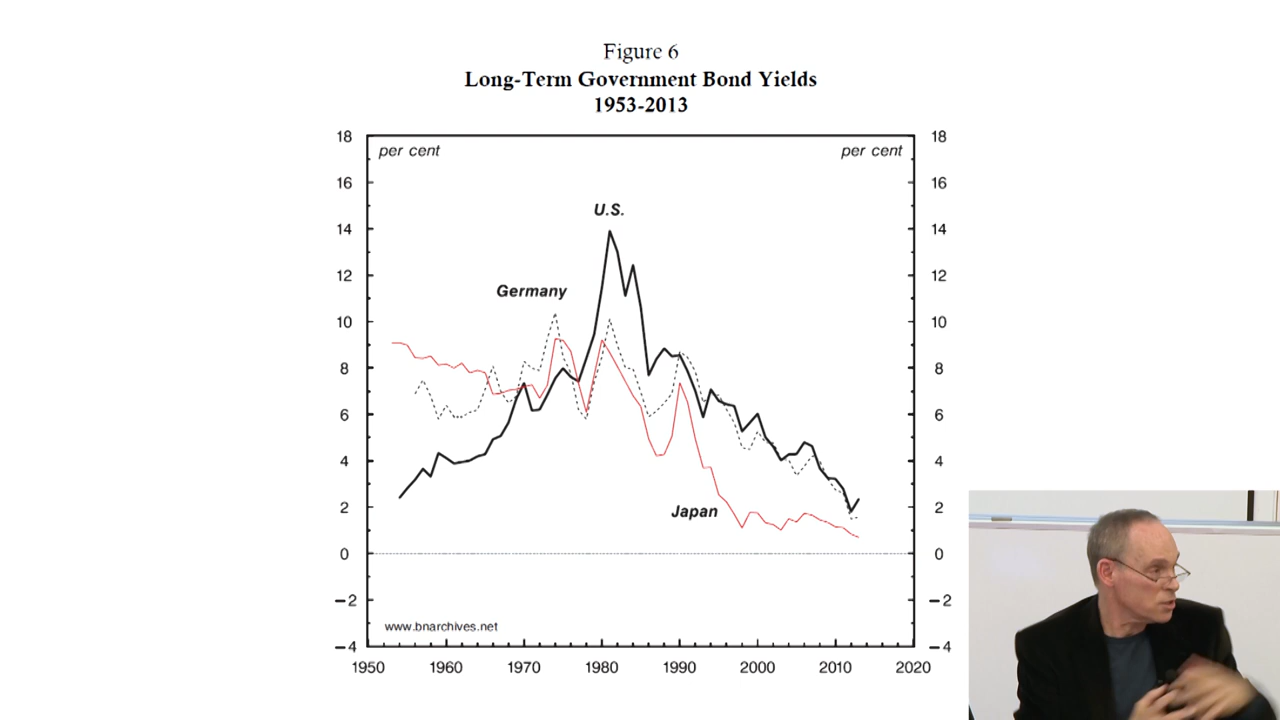 Figure 6
Long-Term Government Bond Yields
1953-2013
18 18
per cent per cent
16 16
U.S.
14 14
12 12
Germany
10 10
8 8
6 6
4 4
Japan
2 2
0 0
−2 −2
www.bnarchives.net
−4 −4
1950 1960 1970 1980 1990 2000 2010 2020